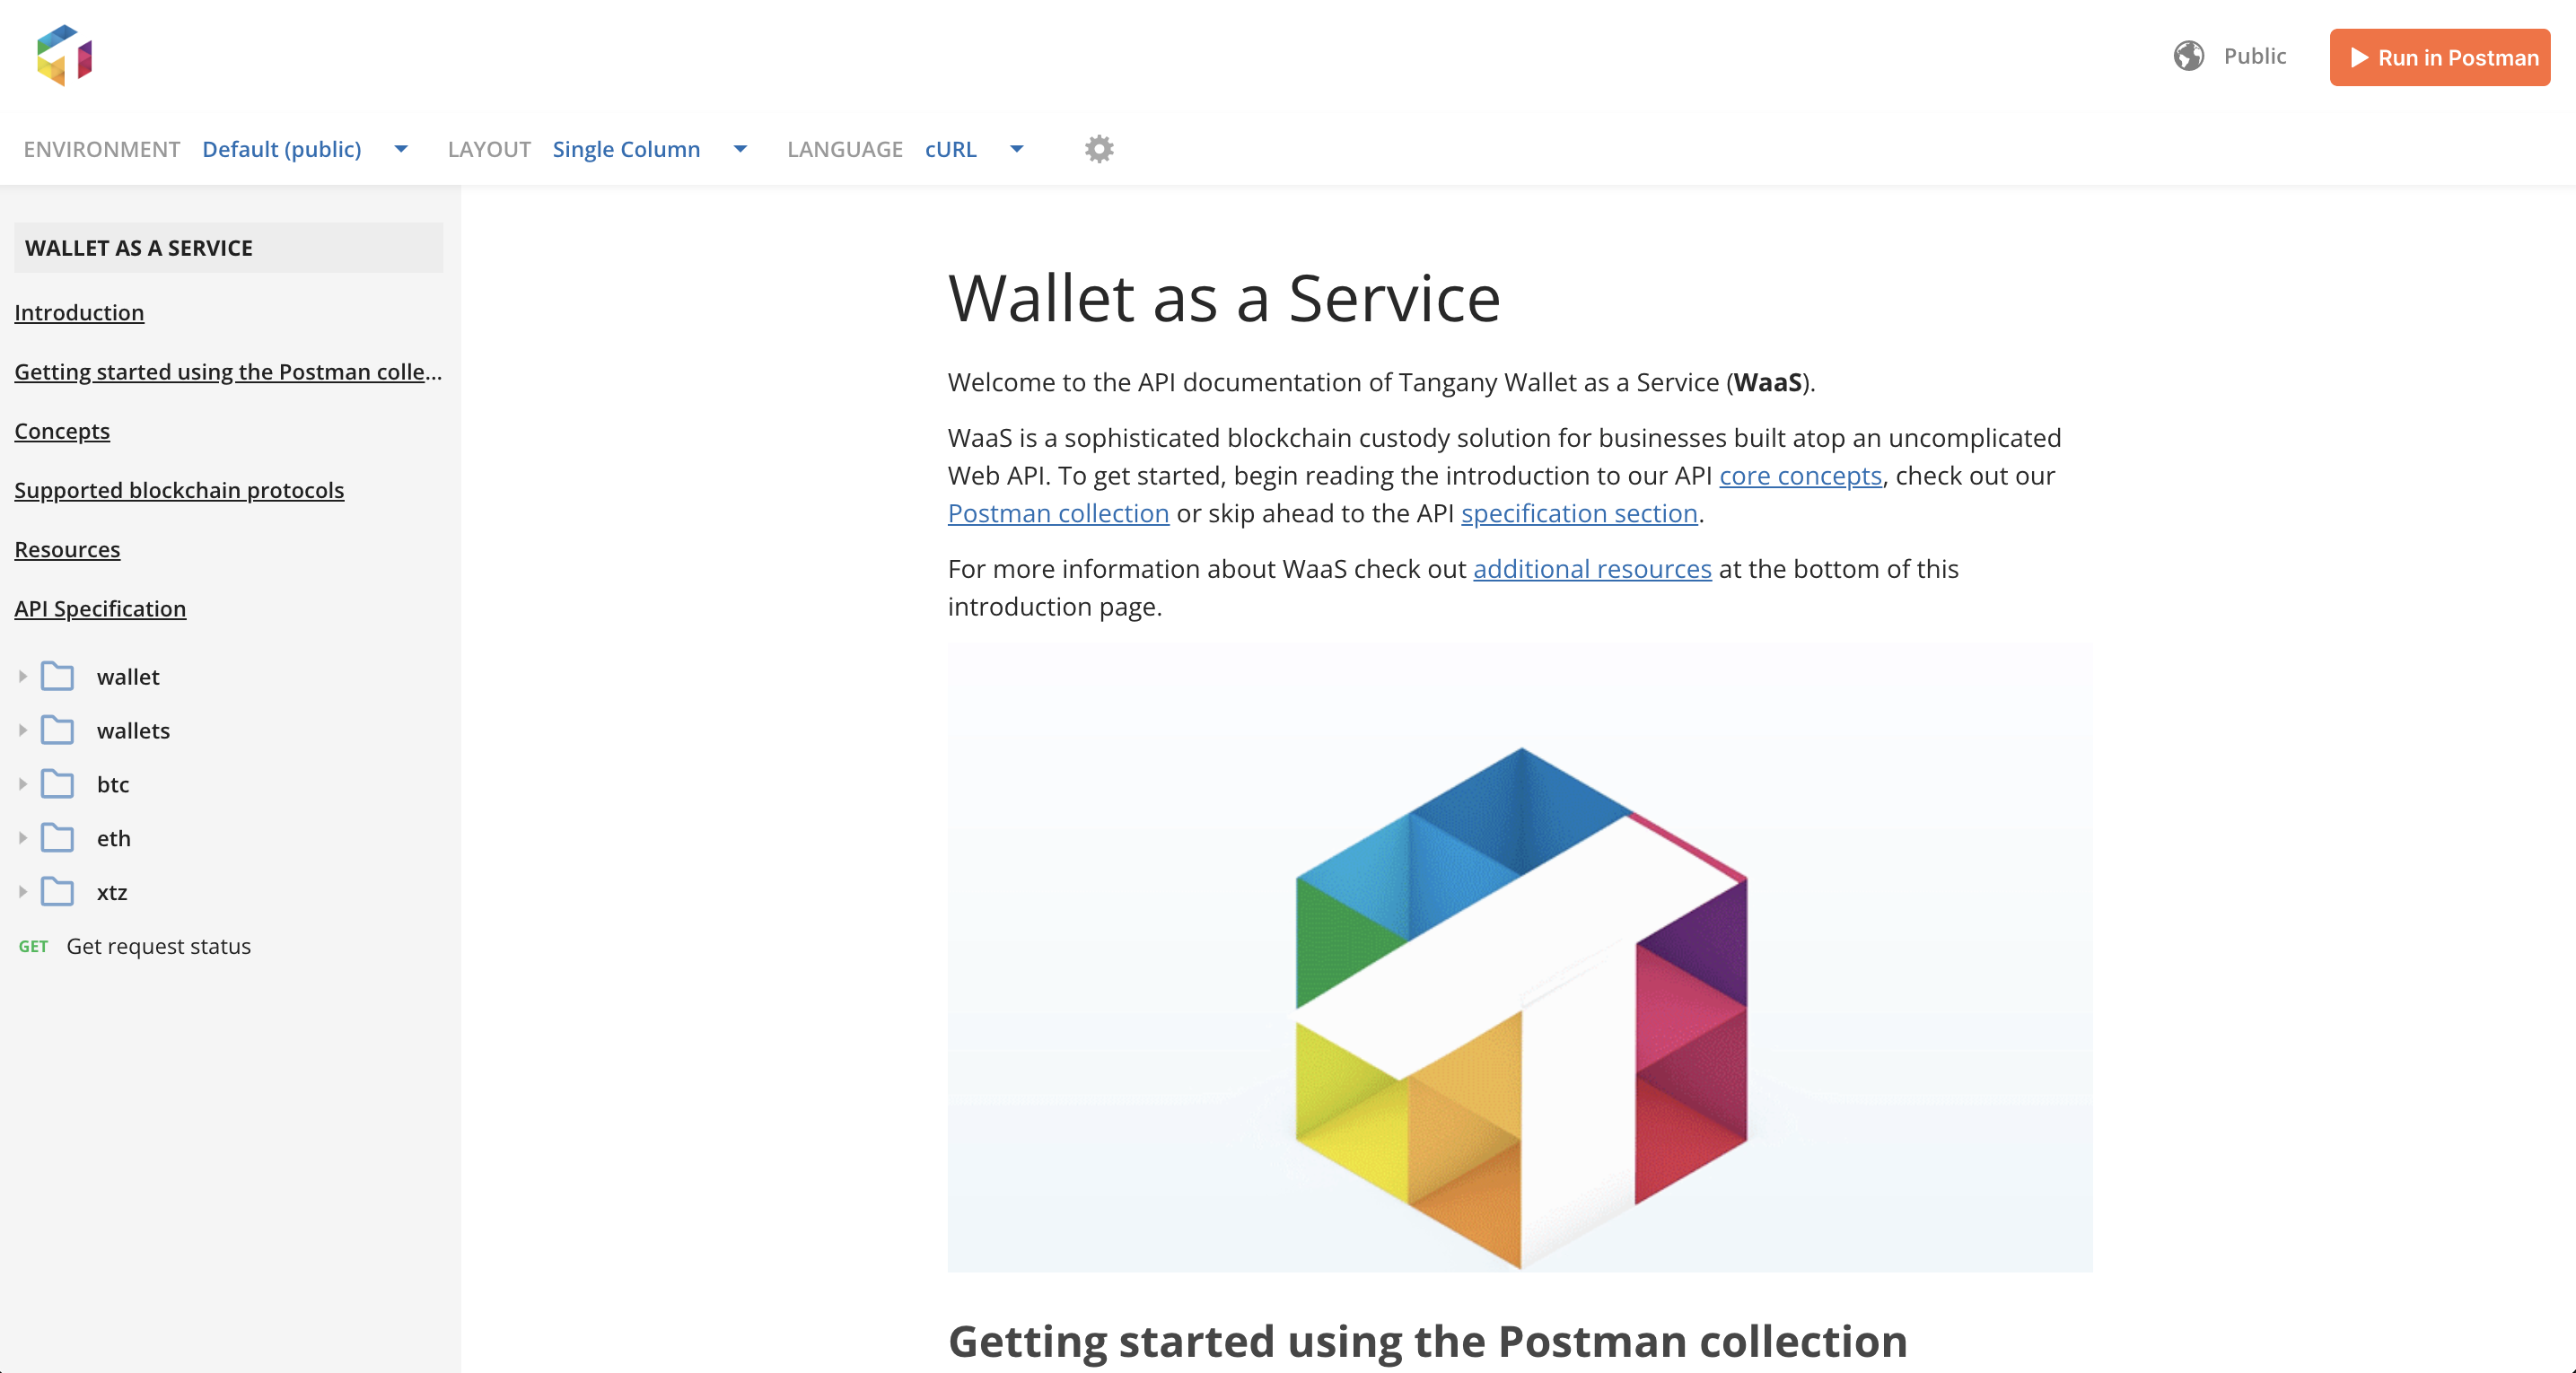 Public
Run in Postman
ENVIRONMENT Default (public) LAYOUT Single Column LANGUAGE cURL
WALLET AS A SERVICE
Introduction
Getting started using the Postman colle...
Concepts
Supported blockchain protocols
Resources
API Specification
wallet
wallets
btc
eth
xtz
GET Get request status
Wallet as a Service
Welcome to the API documentation of Tangany Wallet as a Service (WaaS).
WaaS is a sophisticated blockchain custody solution for businesses built atop an uncomplicated
Web API. To get started, begin reading the introduction to our API core concepts, check out our
Postman collection or skip ahead to the API specification section.
For more information about WaaS check out additional resources at the bottom of this
introduction page.
Getting started using the Postman collection